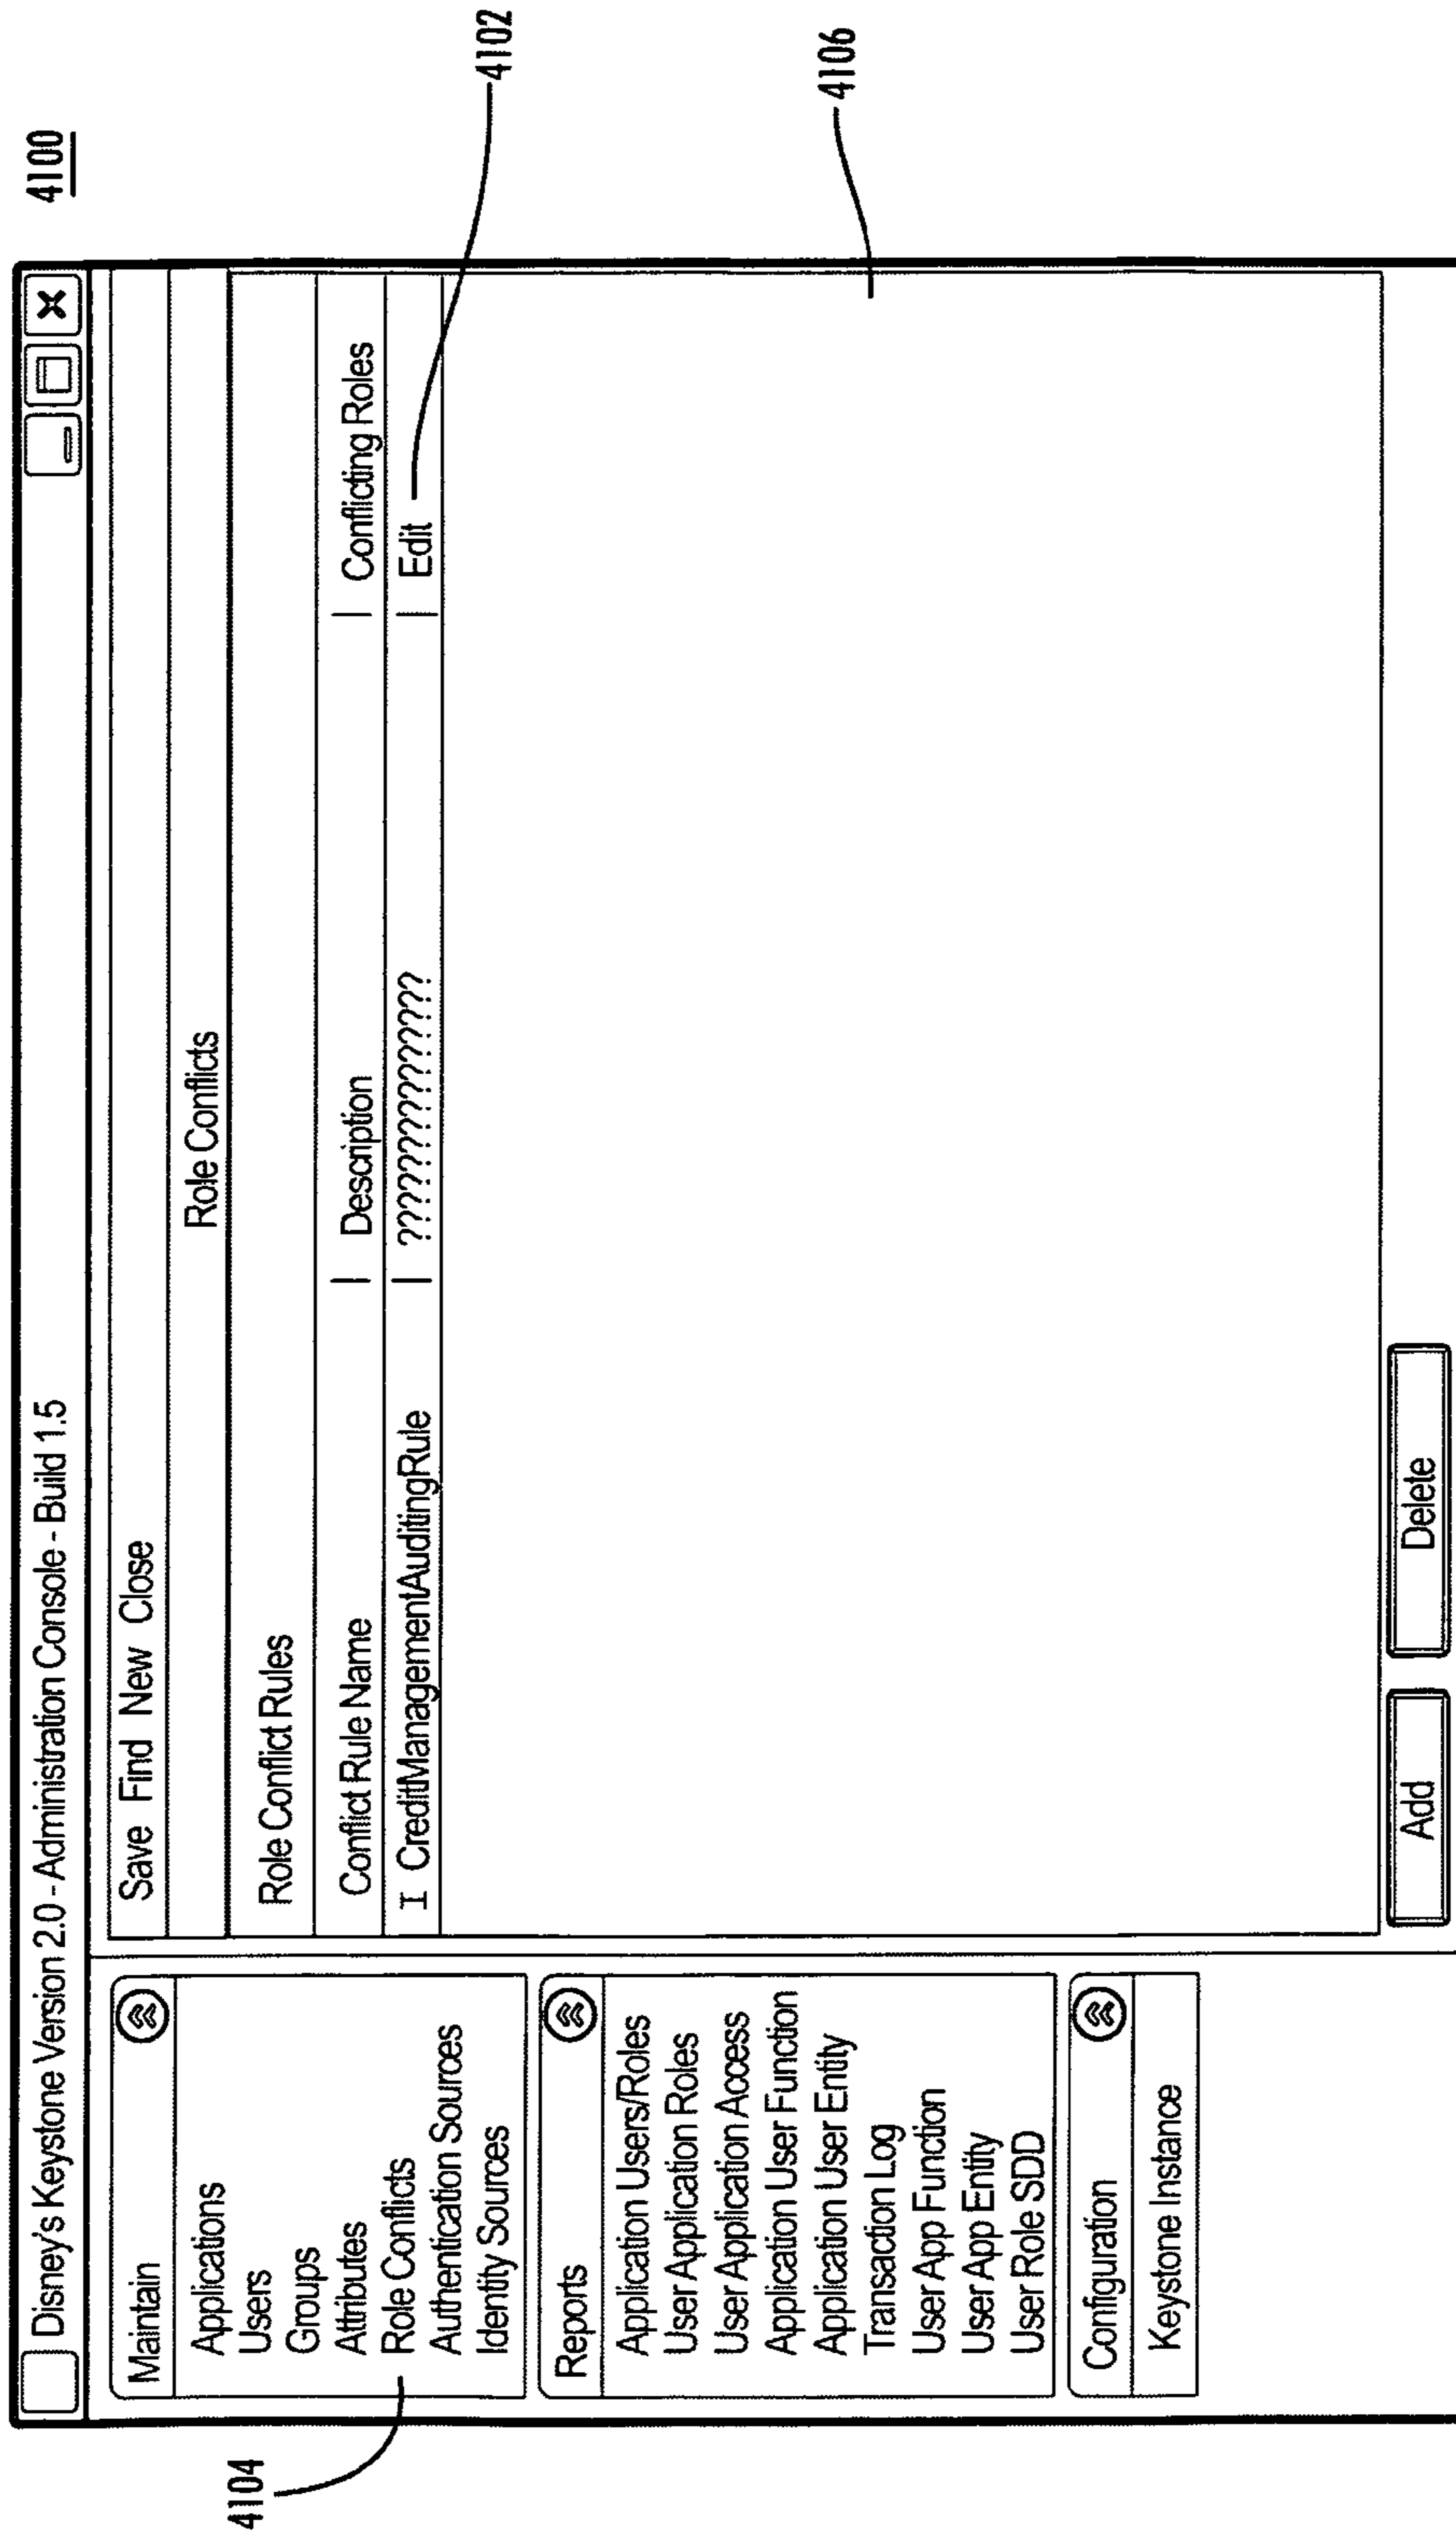 4100
Disney's Keystone Version 2.0 - Administration Console - Build 1.5
Maintain
Applications
Users
Groups
Attributes
Role Conflicts
Authentication Sources
Identity Sources
Reports
Application Users/Roles
User Application Roles
User Application Access
Application User Function
Application User Entity
Transaction Log
User App Function
User App Entity
User Role SDD
Configuration
Keystone Instance
4104
Save Find New Close
Role Conflicts
Role Conflict Rules
Conflict Rule Name | Description | Conflicting Roles
I CreditManagementAuditingRule | ??????????????? | Edit
4102
4106
Add Delete